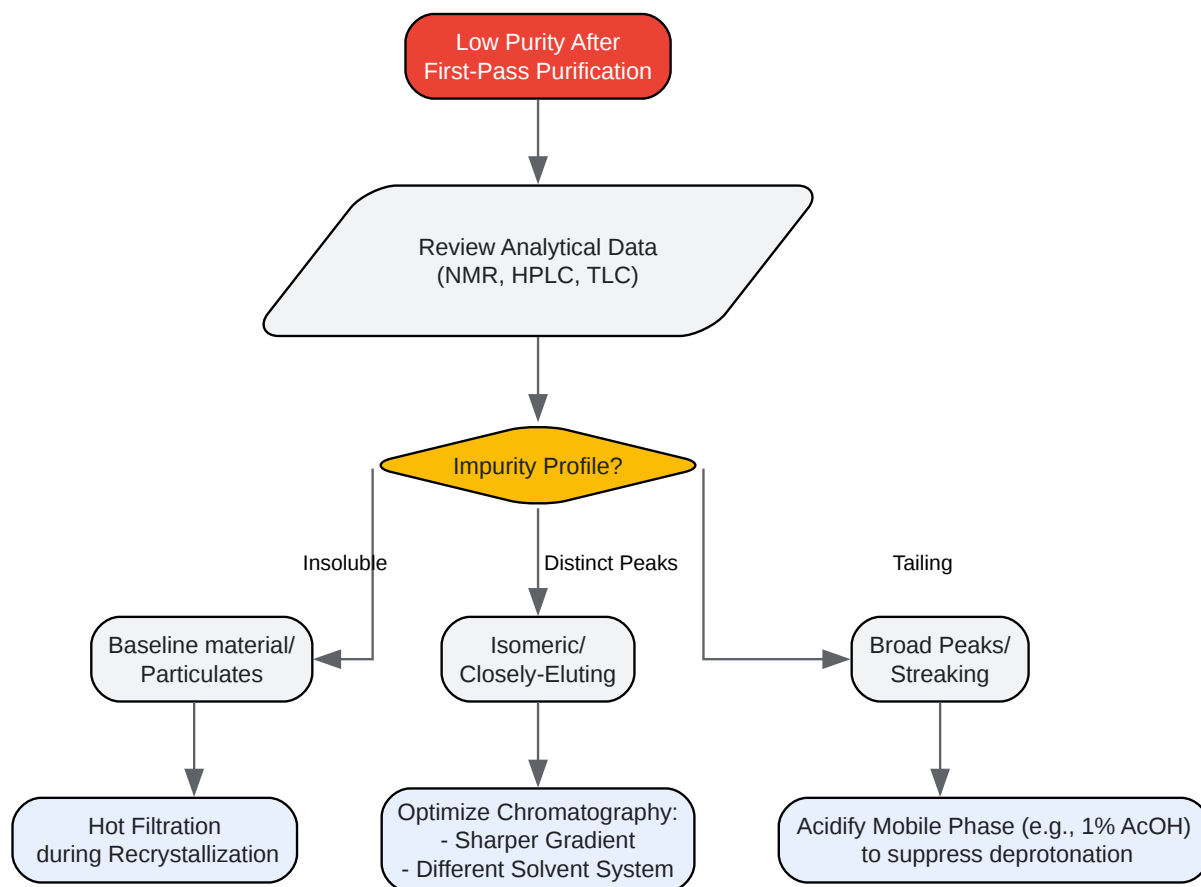 Low Purity After
First-Pass Purification
Review Analytical Data
(NMR, HPLC, TLC)
Impurity Profile?
Insoluble
Distinct Peaks
Tailing
Baseline material/
Particulates
Isomeric/
Closely-Eluting
Broad Peaks/
Streaking
Hot Filtration
during Recrystallization
Optimize Chromatography:
- Sharper Gradient
- Different Solvent System
Acidify Mobile Phase (e.g., 1% AcOH)
to suppress deprotonation